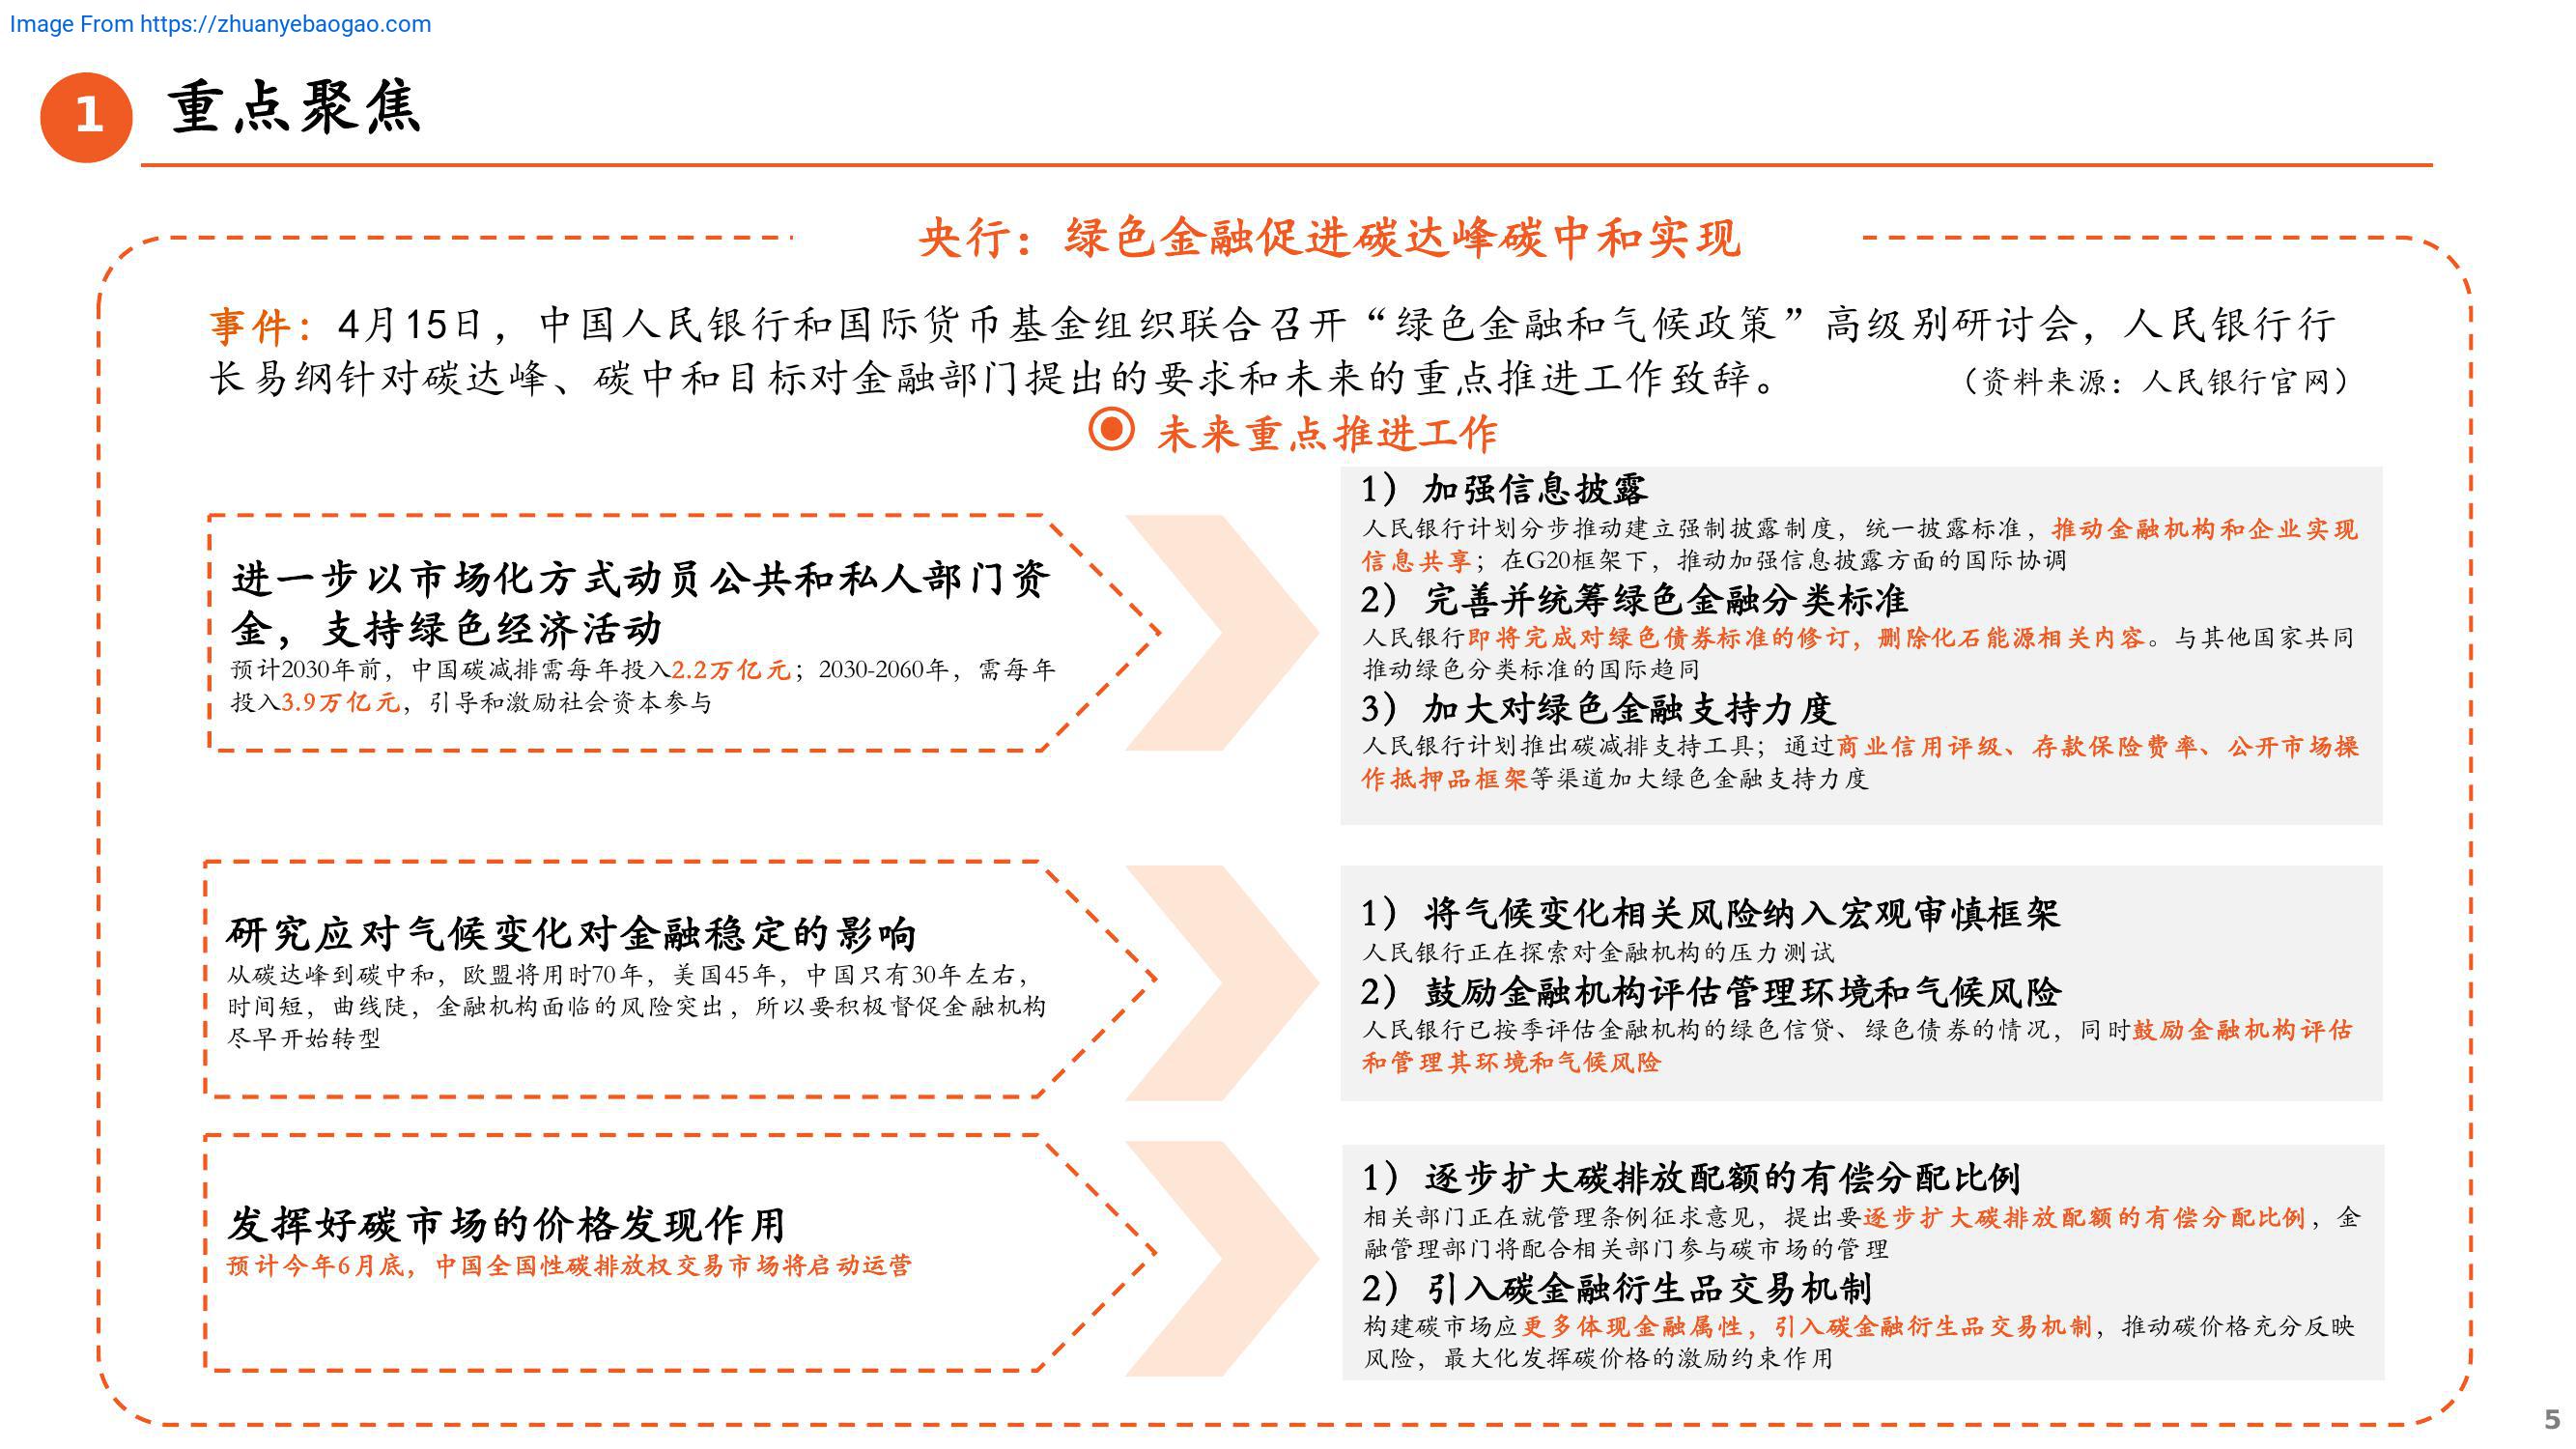 Image From https://zhuanyebaogao.com
1
重点聚焦
央行：绿色金融促进碳达峰碳中和实现
事件：4月15日，中国人民银行和国际货币基金组织联合召开“绿色金融和气候政策”高级别研讨会，人民银行行
长易纲针对碳达峰、碳中和目标对金融部门提出的要求和未来的重点推进工作致辞。
（资料来源：人民银行官网）
未来重点推进工作
进一步以市场化方式动员公共和私人部门资
金，支持绿色经济活动
预计2030年前，中国碳减排需每年投入2.2万亿元；2030-2060年，需每年
投入3.9万亿元，引导和激励社会资本参与
1）加强信息披露
人民银行计划分步推动建立强制披露制度，统一披露标准，推动金融机构和企业实现
信息共享；在G20框架下，推动加强信息披露方面的国际协调
2）完善并统筹绿色金融分类标准
人民银行即将完成对绿色债券标准的修订，删除化石能源相关内容。与其他国家共同
推动绿色分类标准的国际趋同
3）加大对绿色金融支持力度
人民银行计划推出碳减排支持工具；通过商业信用评级、存款保险费率、公开市场操
作抵押品框架等渠道加大绿色金融支持力度
研究应对气候变化对金融稳定的影响
从碳达峰到碳中和，欧盟将用时70年，美国45年，中国只有30年左右，
时间短，曲线陡，金融机构面临的风险突出，所以要积极督促金融机构
尽早开始转型
1）将气候变化相关风险纳入宏观审慎框架
人民银行正在探索对金融机构的压力测试
2）鼓励金融机构评估管理环境和气候风险
人民银行已按季评估金融机构的绿色信贷、绿色债券的情况，同时鼓励金融机构评估
和管理其环境和气候风险
发挥好碳市场的价格发现作用
预计今年6月底，中国全国性碳排放权交易市场将启动运营
1）逐步扩大碳排放配额的有偿分配比例
相关部门正在就管理条例征求意见，提出要逐步扩大碳排放配额的有偿分配比例，金
融管理部门将配合相关部门参与碳市场的管理
2）引入碳金融衍生品交易机制
构建碳市场应更多体现金融属性，引入碳金融衍生品交易机制，推动碳价格充分反映
风险，最大化发挥碳价格的激励约束作用
5